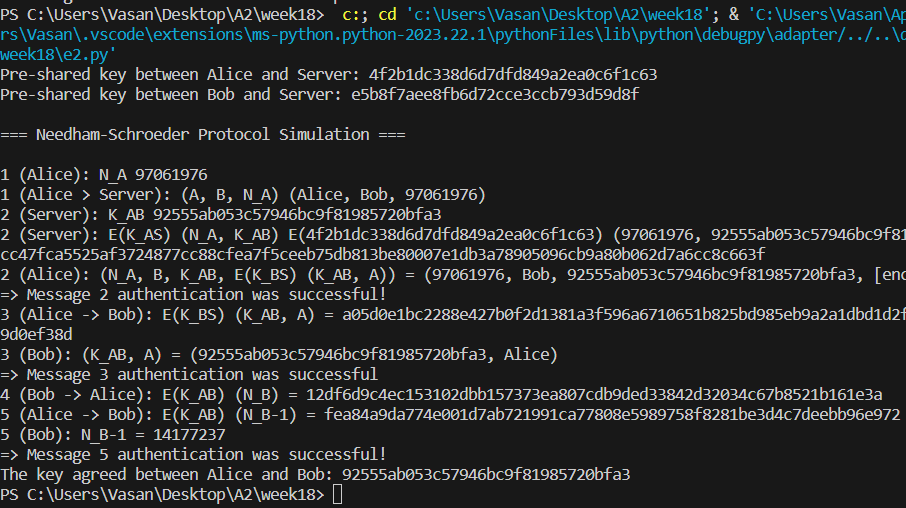 PS C:\Users\Vasan\Desktop\A2\week18>  c:; cd 'c:\Users\Vasan\Desktop\A2\week18'; & 'C:\Users\Vasan\Ap
rs\Vasan\.vscode\extensions\ms-python.python-2023.22.1\pythonFiles\lib\python\debugpy\adapter/../..\d
week18\e2.py'
Pre-shared key between Alice and Server: 4f2b1dc338d6d7dfd849a2ea0c6f1c63
Pre-shared key between Bob and Server: e5b8f7aee8fb6d72cce3ccb793d59d8f
=== Needham-Schroeder Protocol Simulation ===
1 (Alice): N_A 97061976
1 (Alice > Server): (A, B, N_A) (Alice, Bob, 97061976)
2 (Server): K_AB 92555ab053c57946bc9f81985720bfa3
2 (Server): E(K_AS) (N_A, K_AB) E(4f2b1dc338d6d7dfd849a2ea0c6f1c63) (97061976, 92555ab053c57946bc9f81
cc47fca5525af3724877cc88cfea7f5ceeb75db813be80007e1db3a78905096cb9a80b062d7a6cc8c663f
2 (Alice): (N_A, B, K_AB, E(K_BS) (K_AB, A)) = (97061976, Bob, 92555ab053c57946bc9f81985720bfa3, [enc
=> Message 2 authentication was successful!
3 (Alice -> Bob): E(K_BS) (K_AB, A) = a05d0e1bc2288e427b0f2d1381a3f596a6710651b825bd985eb9a2a1dbd1d2f
9d0ef38d
3 (Bob): (K_AB, A) = (92555ab053c57946bc9f81985720bfa3, Alice)
=> Message 3 authentication was successful
4 (Bob -> Alice): E(K_AB) (N_B) = 12df6d9c4ec153102dbb157373ea807cdb9ded33842d32034c67b8521b161e3a
5 (Alice -> Bob): E(K_AB) (N_B-1) = fea84a9da774e001d7ab721991ca77808e5989758f8281be3d4c7deebb96e972
5 (Bob): N_B-1 = 14177237
=> Message 5 authentication was successful!
The key agreed between Alice and Bob: 92555ab053c57946bc9f81985720bfa3
PS C:\Users\Vasan\Desktop\A2\week18>